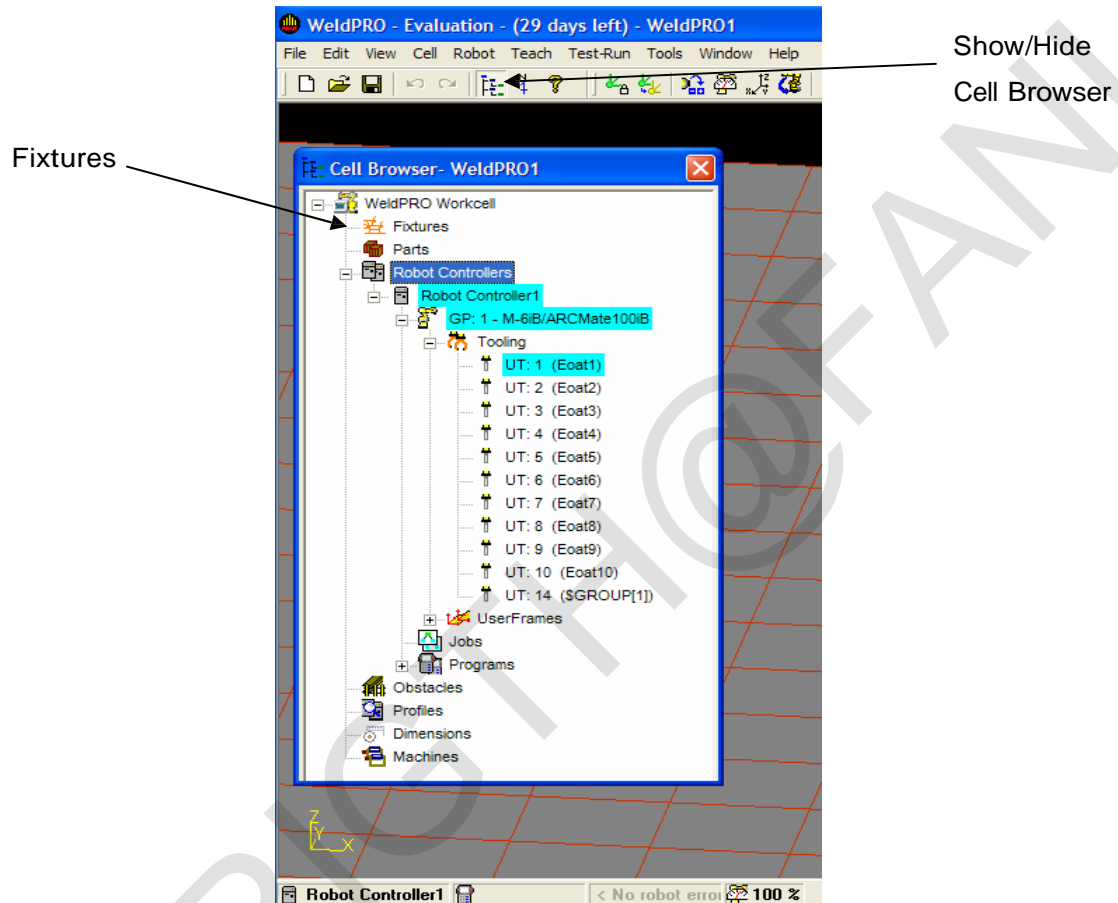 WeldPRO - Evaluation - (29 days left) - WeldPRO1
File Edit View Cell Robot Teach Test-Run Tools Window Help
Show/Hide
Cell Browser
Fixtures
Cell Browser- WeldPRO1
WeldPRO Workcell
Fixtures
Parts
Robot Controllers
Robot Controller1
GP: 1 - M-6iB/ARCMate100iB
Tooling
UT: 1 (Eoat1)
UT: 2 (Eoat2)
UT: 3 (Eoat3)
UT: 4 (Eoat4)
UT: 5 (Eoat5)
UT: 6 (Eoat6)
UT: 7 (Eoat7)
UT: 8 (Eoat8)
UT: 9 (Eoat9)
UT: 10 (Eoat10)
UT: 14 ($GROUP[1])
UserFrames
Jobs
Programs
Obstacles
Profiles
Dimensions
Machines
Z
Y
X
Robot Controller1 < No robot error 100 %
IGTH@FAN